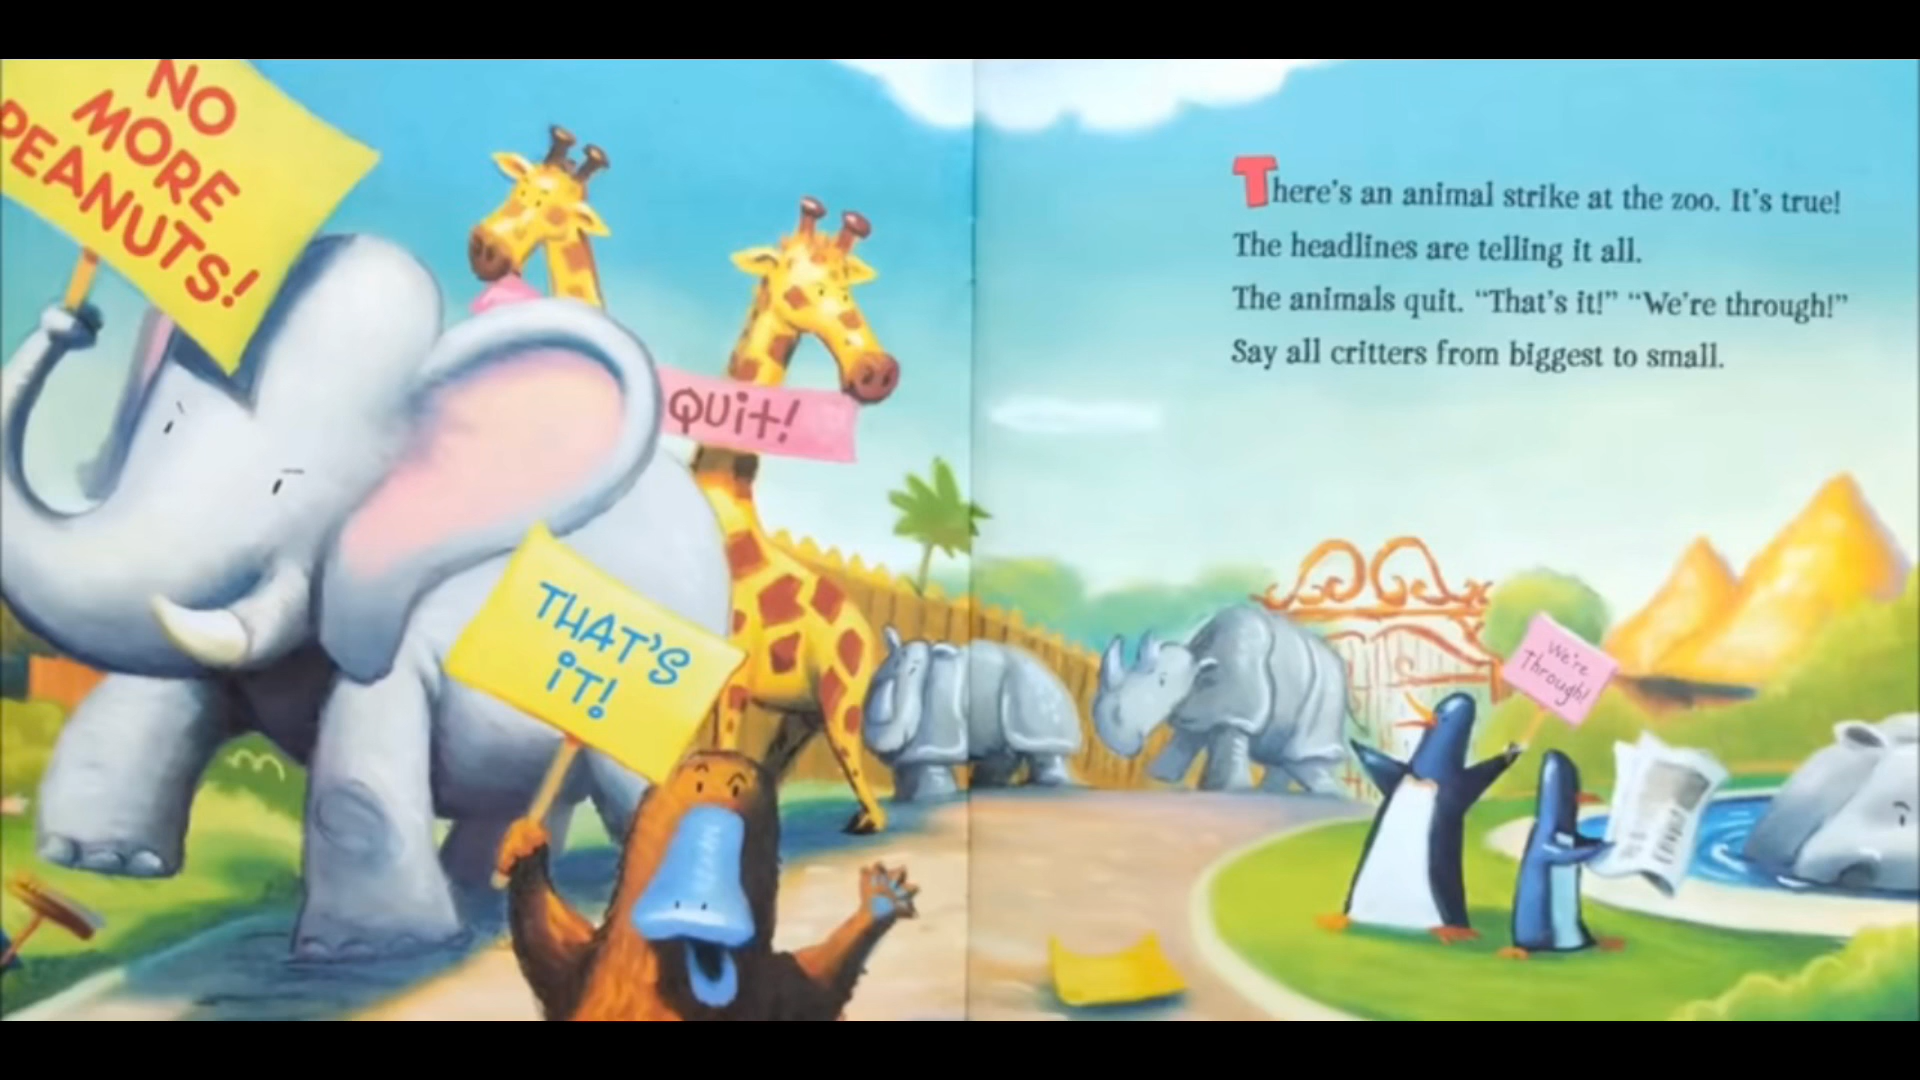 NO
MORE
PEANUTS!
QUiT!
THAT'S
iT!
There's an animal strike at the zoo. It's true!
The headlines are telling it all.
The animals quit. “That's it!” “We're through!”
Say all critters from biggest to small.
We're
Through!